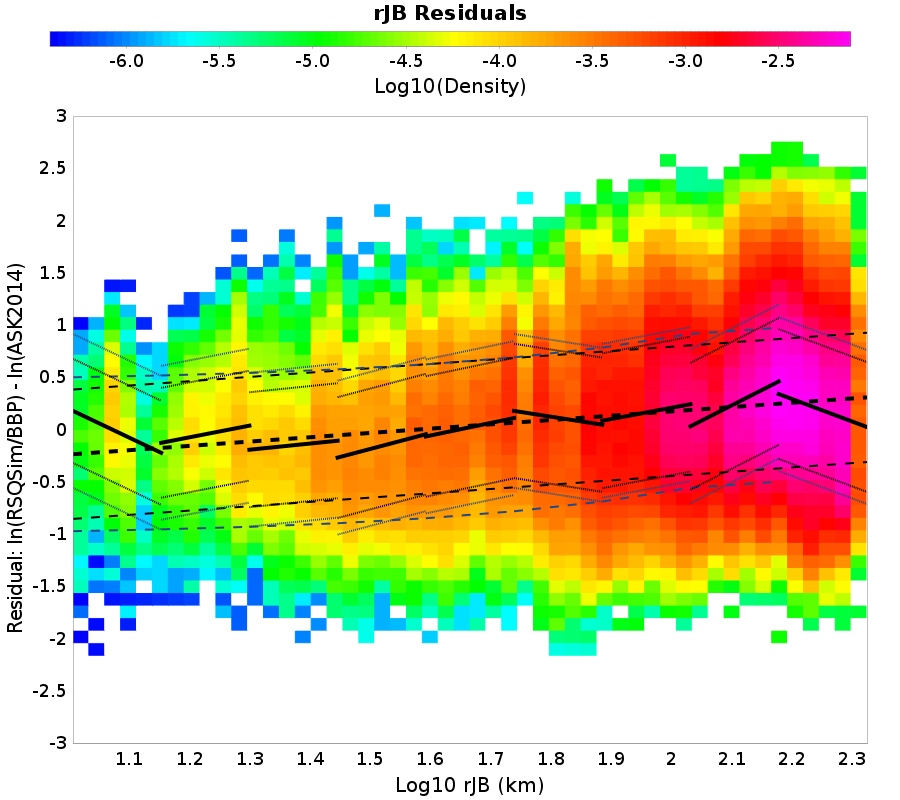 rJB Residuals
-6.0 -5.5 -5.0 -4.5 -4.0 -3.5 -3.0 -2.5
Log10(Density)
Residual: ln(RSQSim/BBP) - ln(ASK2014)
3
2.5
2
1.5
1
0.5
0
-0.5
-1
-1.5
-2
-2.5
-3
1.1 1.2 1.3 1.4 1.5 1.6 1.7 1.8 1.9 2 2.1 2.2 2.3
Log10 rJB (km)